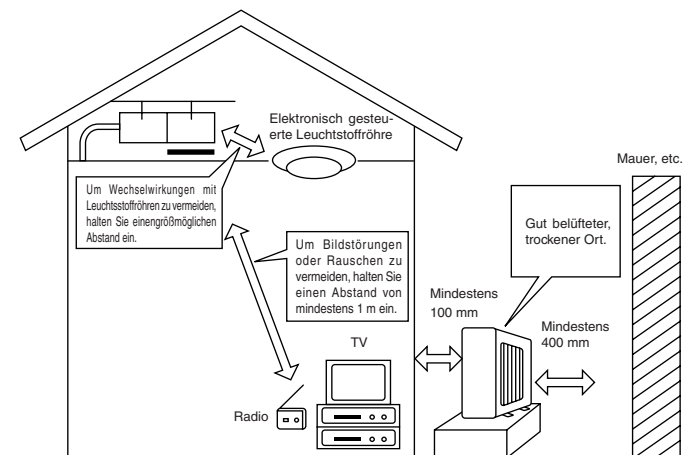 Elektronisch gesteu-
erte Leuchtstoffröhre
Mauer, etc.
Um Wechselwirkungen mit
Leuchtsstoffröhren zu vermeiden,
halten Sie einengrößmöglichen
Abstand ein.
Gut belüfteter,
trockener Ort.
Um Bildstörungen
oder Rauschen zu
vermeiden, halten Sie
einen Abstand von
mindestens 1 m ein.
Mindestens
100 mm
Mindestens
400 mm
TV
Radio